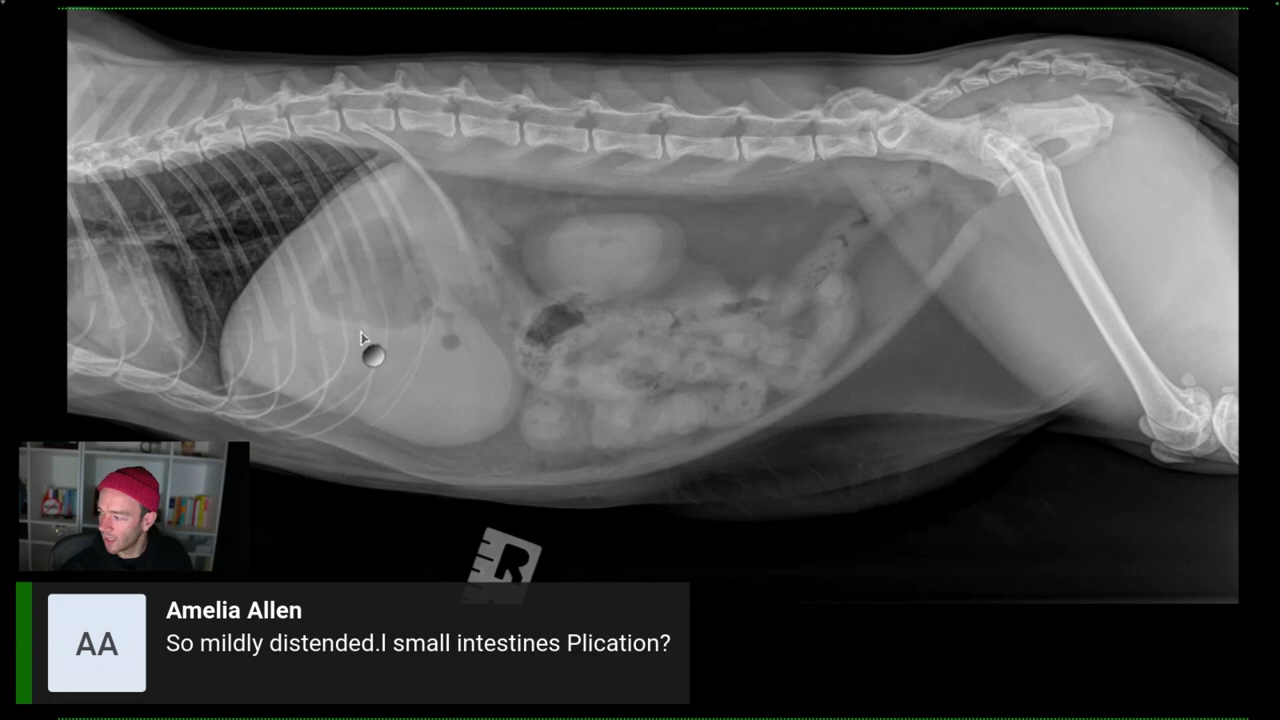 R
AA
Amelia Allen
So mildly distended.l small intestines Plication?